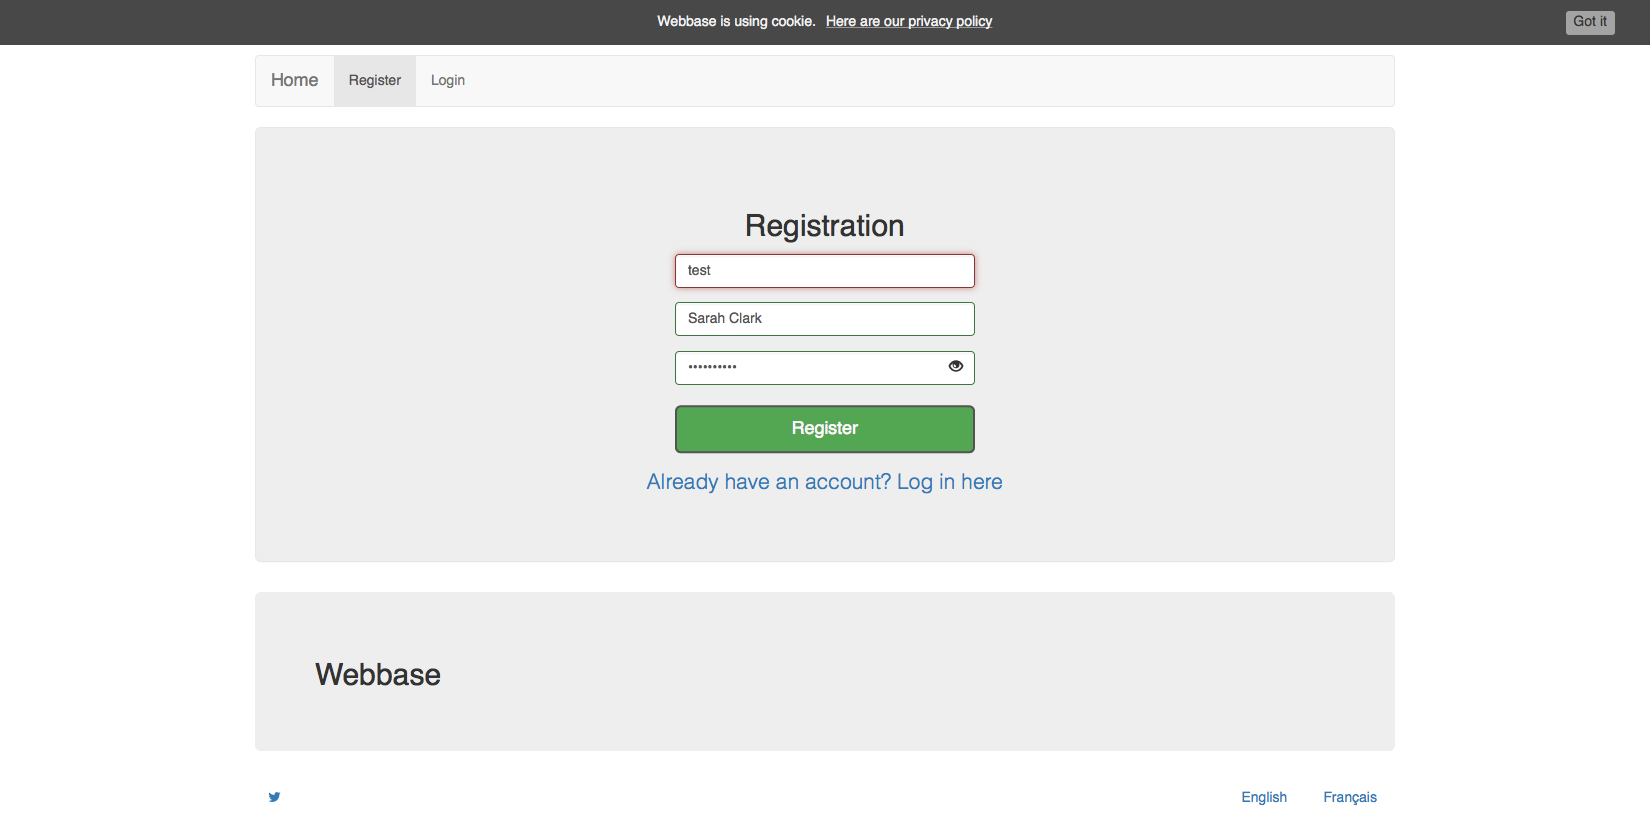 Webbase is using cookie. Here are our privacy policy Got it
Home Register Login
Registration
test
Sarah Clark
••••••••••
Register
Already have an account? Log in here
Webbase
English Français